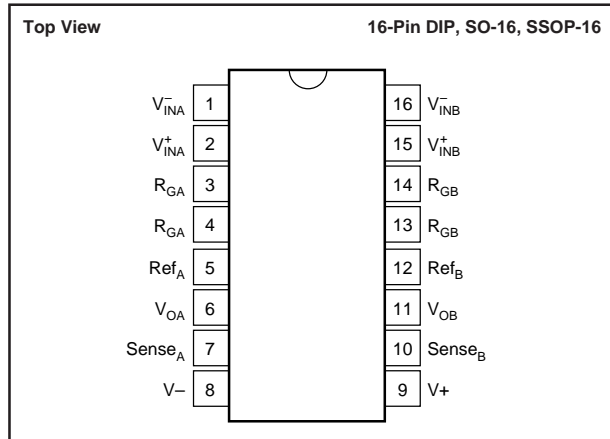 Top View 16-Pin DIP, SO-16, SSOP-16
V⁻INA 1 16 V⁻INB
V⁺INA 2 15 V⁺INB
RGA 3 14 RGB
RGA 4 13 RGB
RefA 5 12 RefB
VOA 6 11 VOB
SenseA 7 10 SenseB
V– 8 9 V+